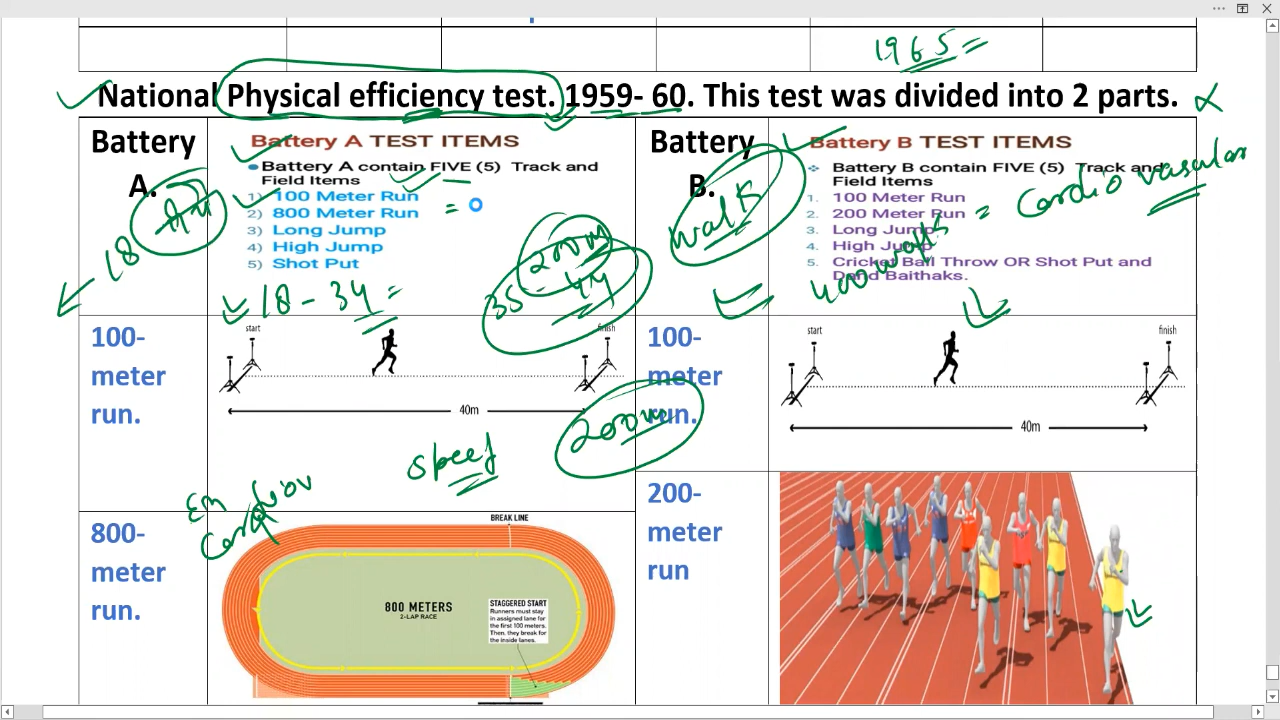 1965 =
National Physical efficiency test. 1959- 60. This test was divided into 2 parts.
Battery
A.
Battery A TEST ITEMS
Battery A contain FIVE (5) Track and
Field Items
1) 100 Meter Run
2) 800 Meter Run
3) Long Jump
4) High Jump
5) Shot Put
18
18 - 34 =
200m
35 - 44
Battery
B.
Battery B TEST ITEMS
Battery B contain FIVE (5) Track and
Field Items
1. 100 Meter Run
2. 200 Meter Run
3. Long Jump
4. High Jump
5. Cricket Ball Throw OR Shot Put and
Dand Baithaks.
walk
= Cardio vasular
100-
meter
run.
start
finish
40m
200m
speed
100-
meter
run.
start
finish
40m
800-
meter
run.
BREAK LINE
800 METERS
2-LAP RACE
STAGGERED START
Runners must stay
in assigned lane for
the first 100 meters.
Then, they break for
the inside lanes.
200-
meter
run